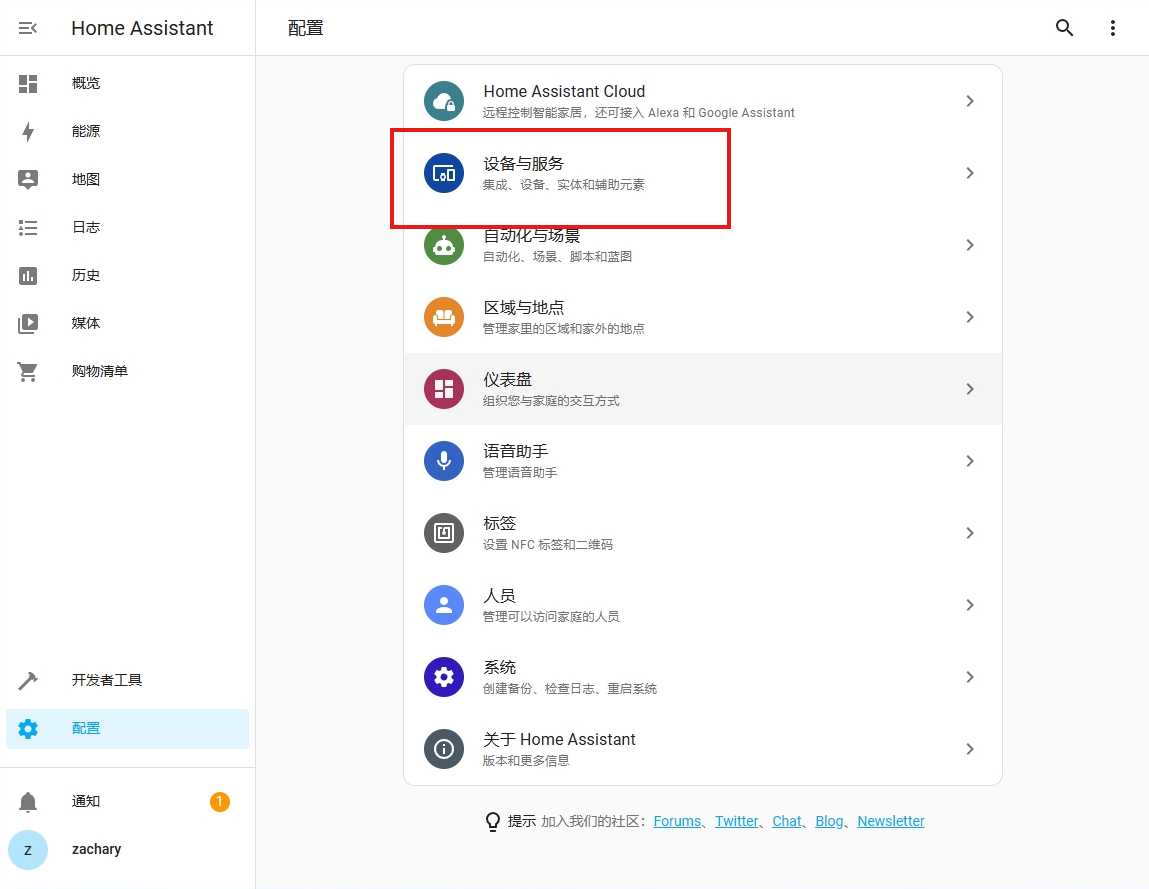 Home Assistant
概览
能源
地图
日志
历史
媒体
购物清单
开发者工具
配置
通知
1
z
zachary
配置
Home Assistant Cloud
远程控制智能家居，还可接入 Alexa 和 Google Assistant
设备与服务
集成、设备、实体和辅助元素
自动化与场景
自动化、场景、脚本和蓝图
区域与地点
管理家里的区域和家外的地点
仪表盘
组织您与家庭的交互方式
语音助手
管理语音助手
标签
设置 NFC 标签和二维码
人员
管理可以访问家庭的人员
系统
创建备份、检查日志、重启系统
关于 Home Assistant
版本和更多信息
提示 加入我们的社区：Forums、Twitter、Chat、Blog、Newsletter